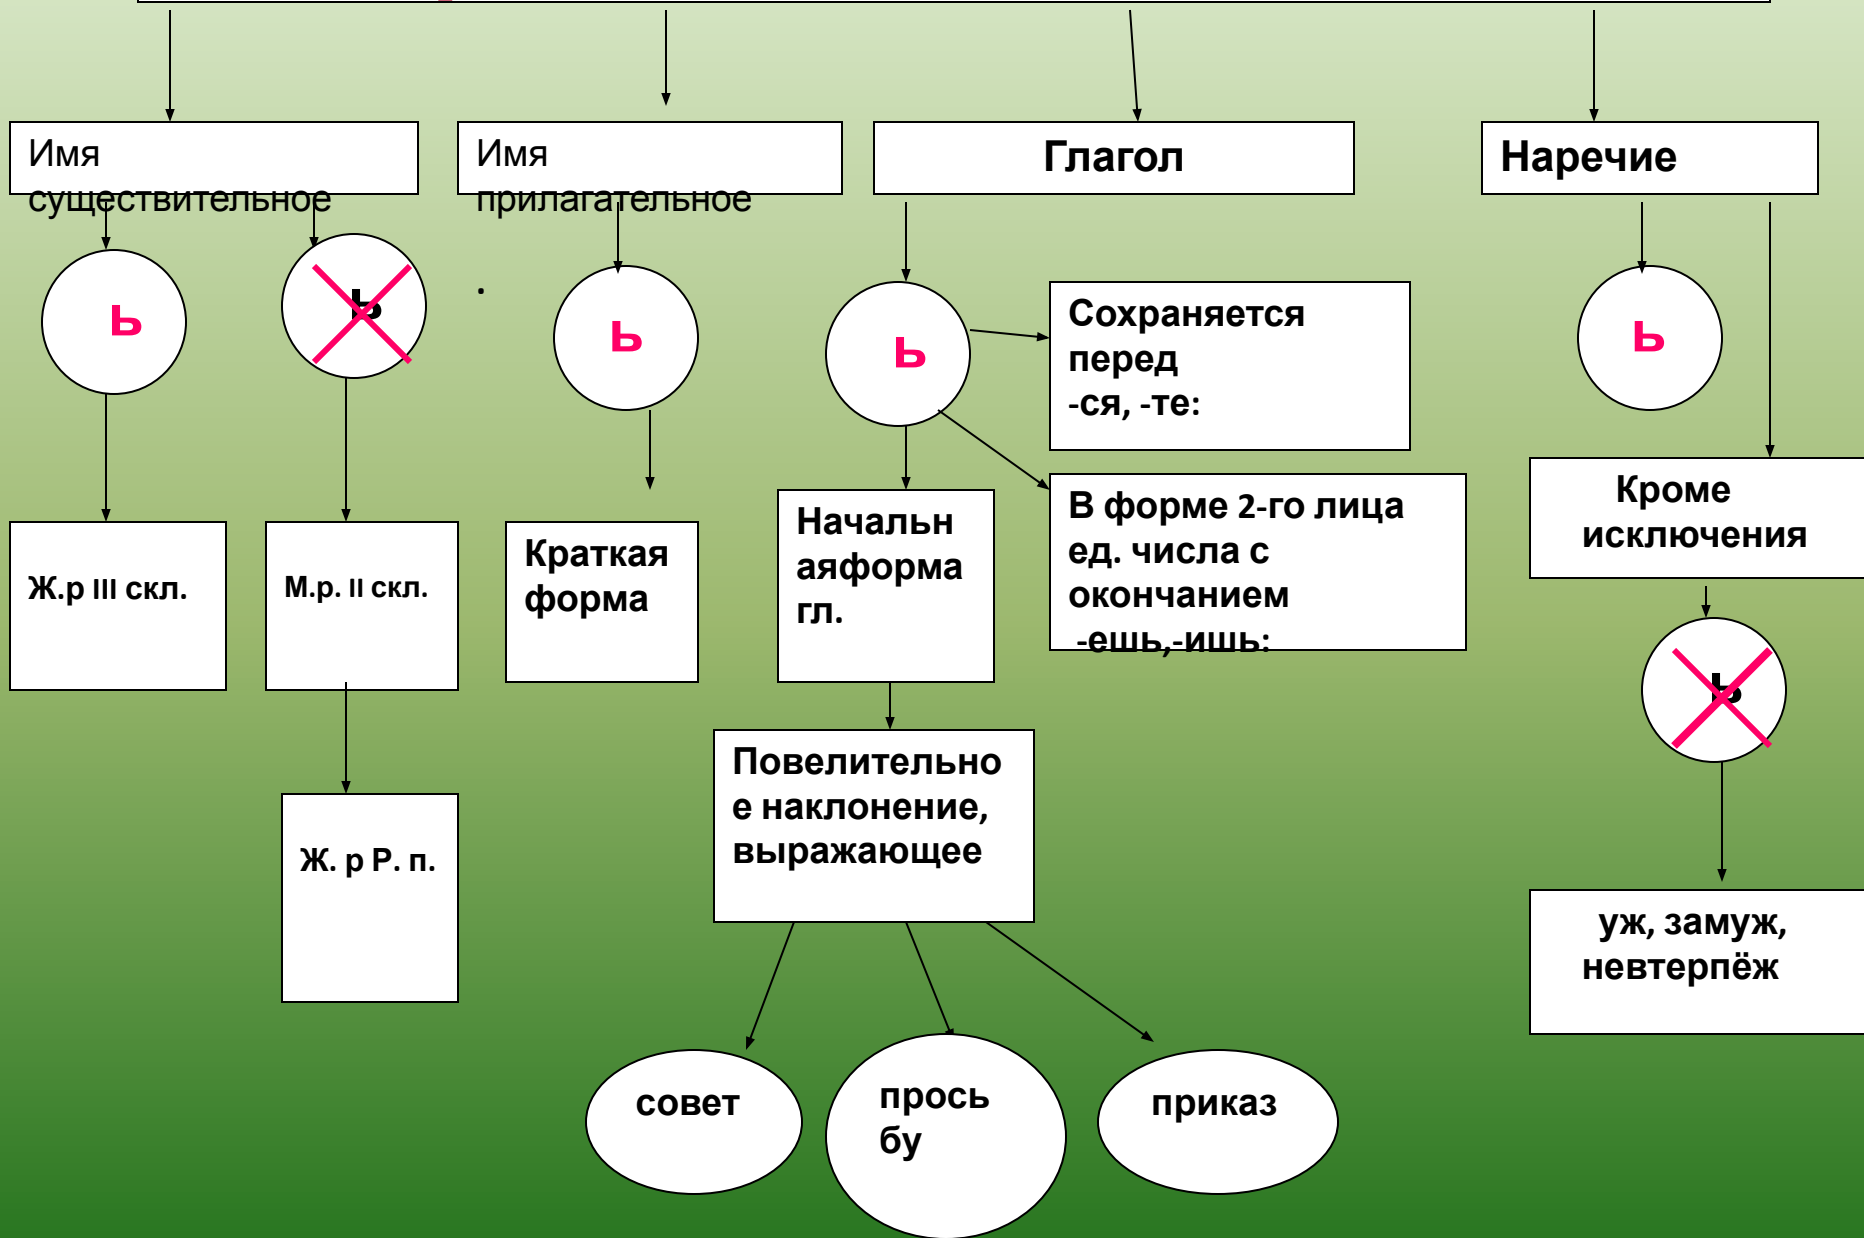 Имя
существительное
Имя
прилагательное
Глагол
Наречие
ь
ь
.
ь
ь
Сохраняется
перед
-ся, -те:
ь
Ж.р III скл.
М.р. II скл.
Краткая
форма
Начальн
аяформа
гл.
В форме 2-го лица
ед. числа с
окончанием
-ешь,-ишь:
Кроме
исключения
ь
Ж. р Р. п.
Повелительно
е наклонение,
выражающее
уж, замуж,
невтерпёж
совет
прось
бу
приказ